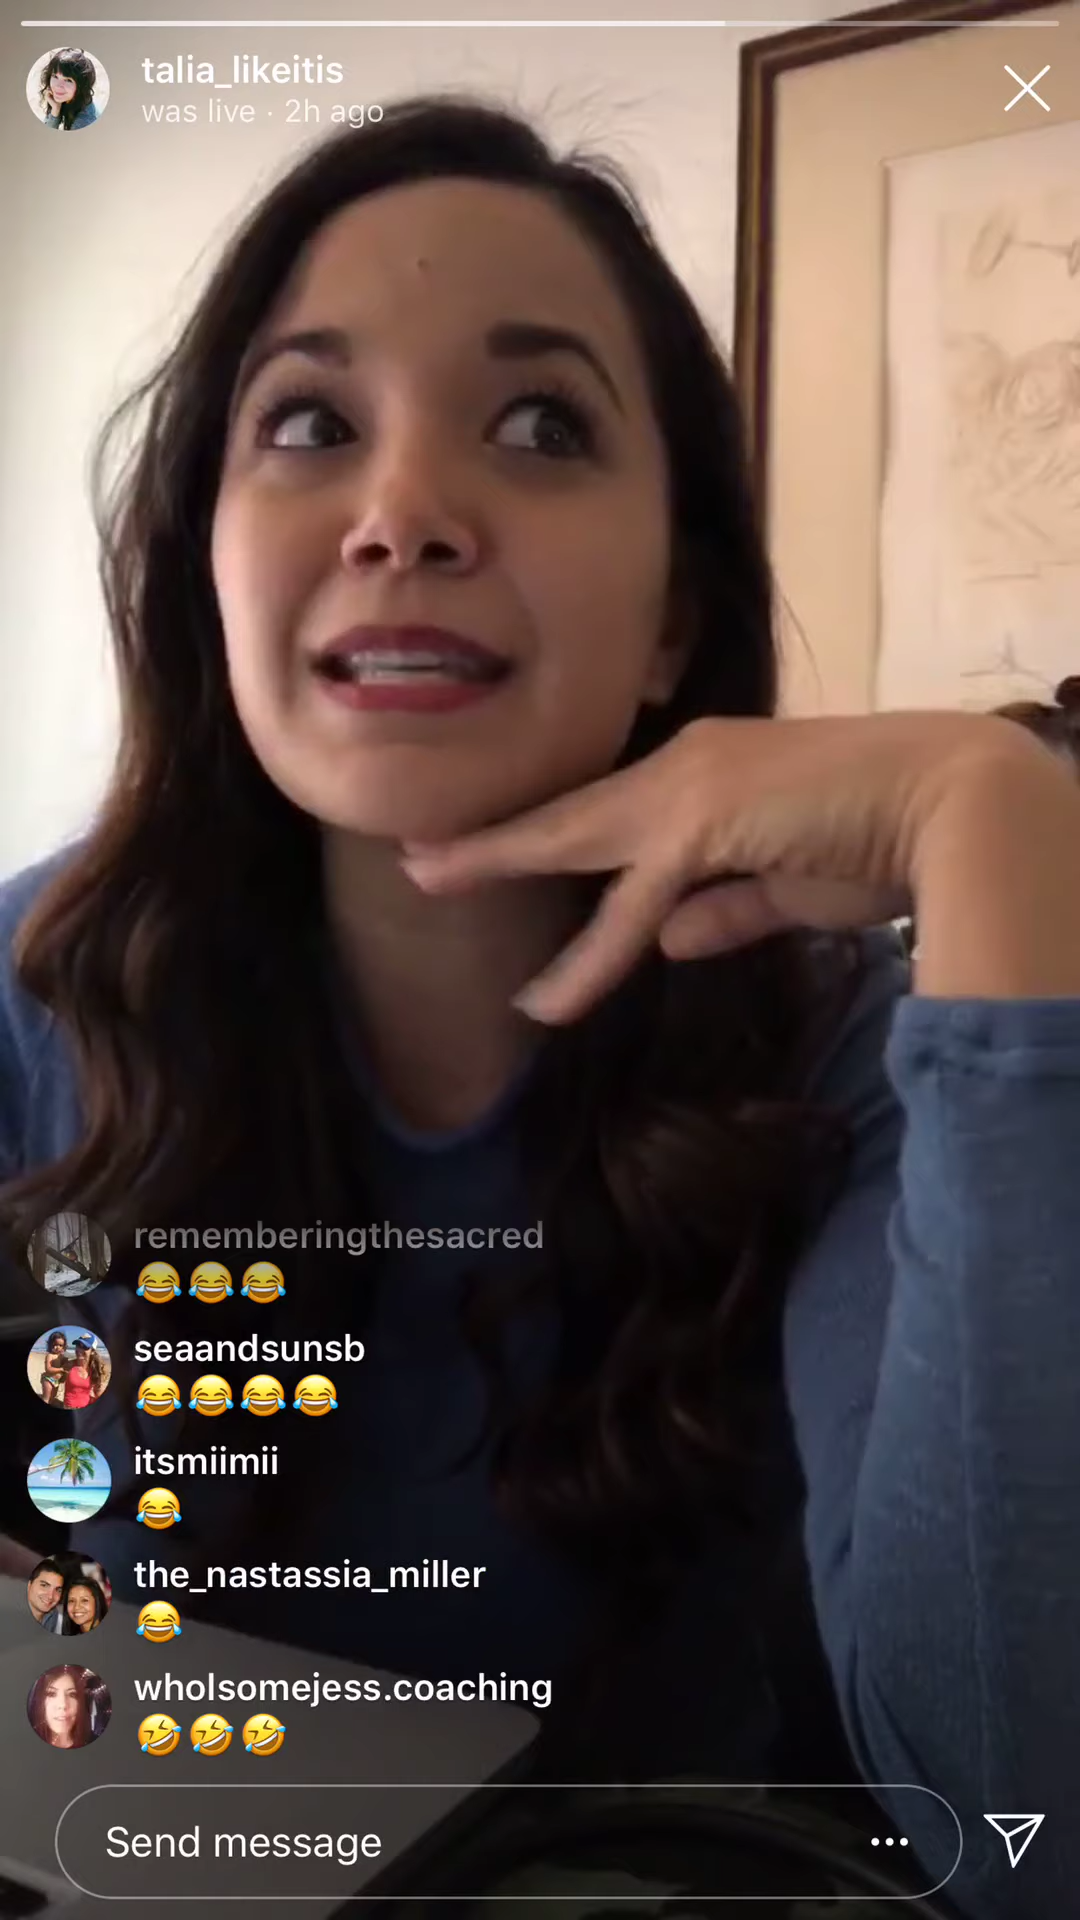 talia_likeitis
was live · 2h ago
rememberingthesacred
😂😂😂
seaandsunsb
😂😂😂😂
itsmiimii
😂
the_nastassia_miller
😂
wholsomejess.coaching
🤣🤣🤣
Send message